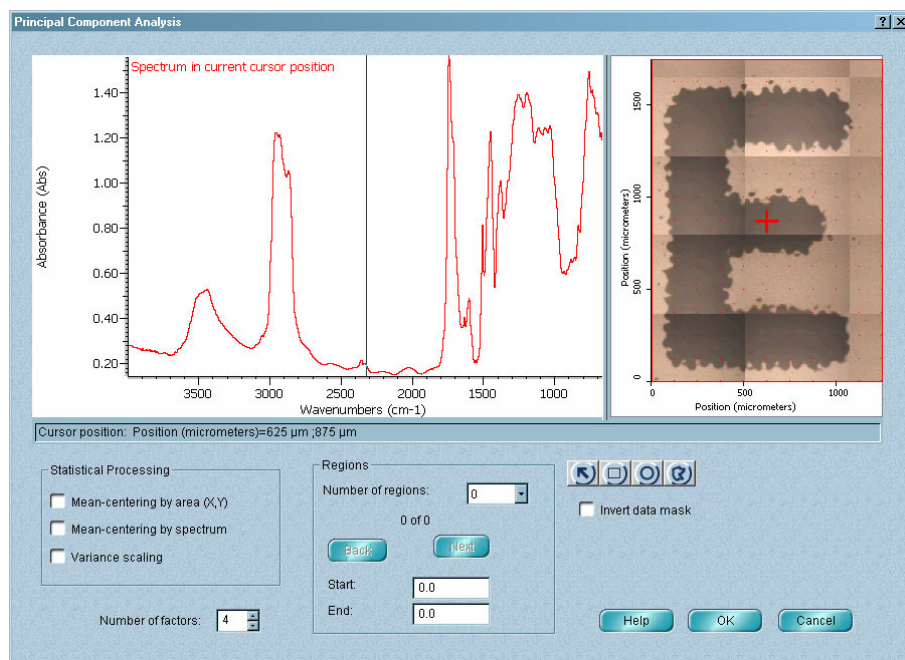 Principal Component Analysis
? ×
Spectrum in current cursor position
Absorbance (Abs)
1.40
1.20
1.00
0.80
0.60
0.40
0.20
3500 3000 2500 2000 1500 1000
Wavenumbers (cm-1)
Position (micrometers)
1500
1000
500
0
0 500 1000
Position (micrometers)
Cursor position: Position (micrometers)=625 µm ;875 µm
Statistical Processing
Mean-centering by area (X,Y)
Mean-centering by spectrum
Variance scaling
Number of factors: 4
Regions
Number of regions: 0
0 of 0
Back Next
Start: 0.0
End: 0.0
Invert data mask
Help OK Cancel